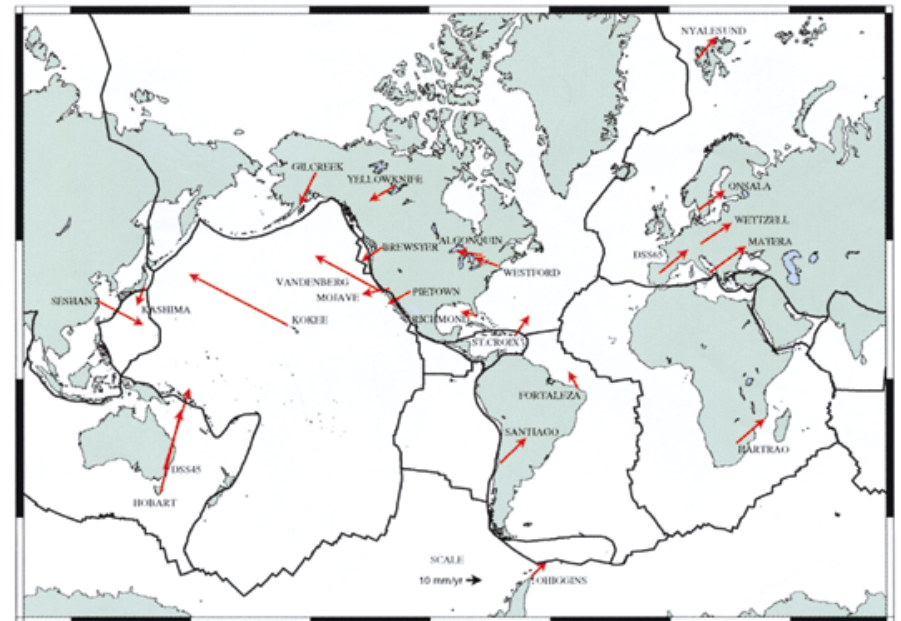 NYALESUND
GILCREEK
YELLOWKNIFE
ONSALA
WETTZELL
ALGONQUIN
BREWSTER
MATERA
DSS65
WESTFORD
VANDENBERG
PIETOWN
MOJAVE
SESHAN
KASHIMA
RICHMOND
KOKEE
ST.CROIX
FORTALEZA
SANTIAGO
HARTRAO
DSS45
HOBART
SCALE
10 mm/yr
OHIGGINS